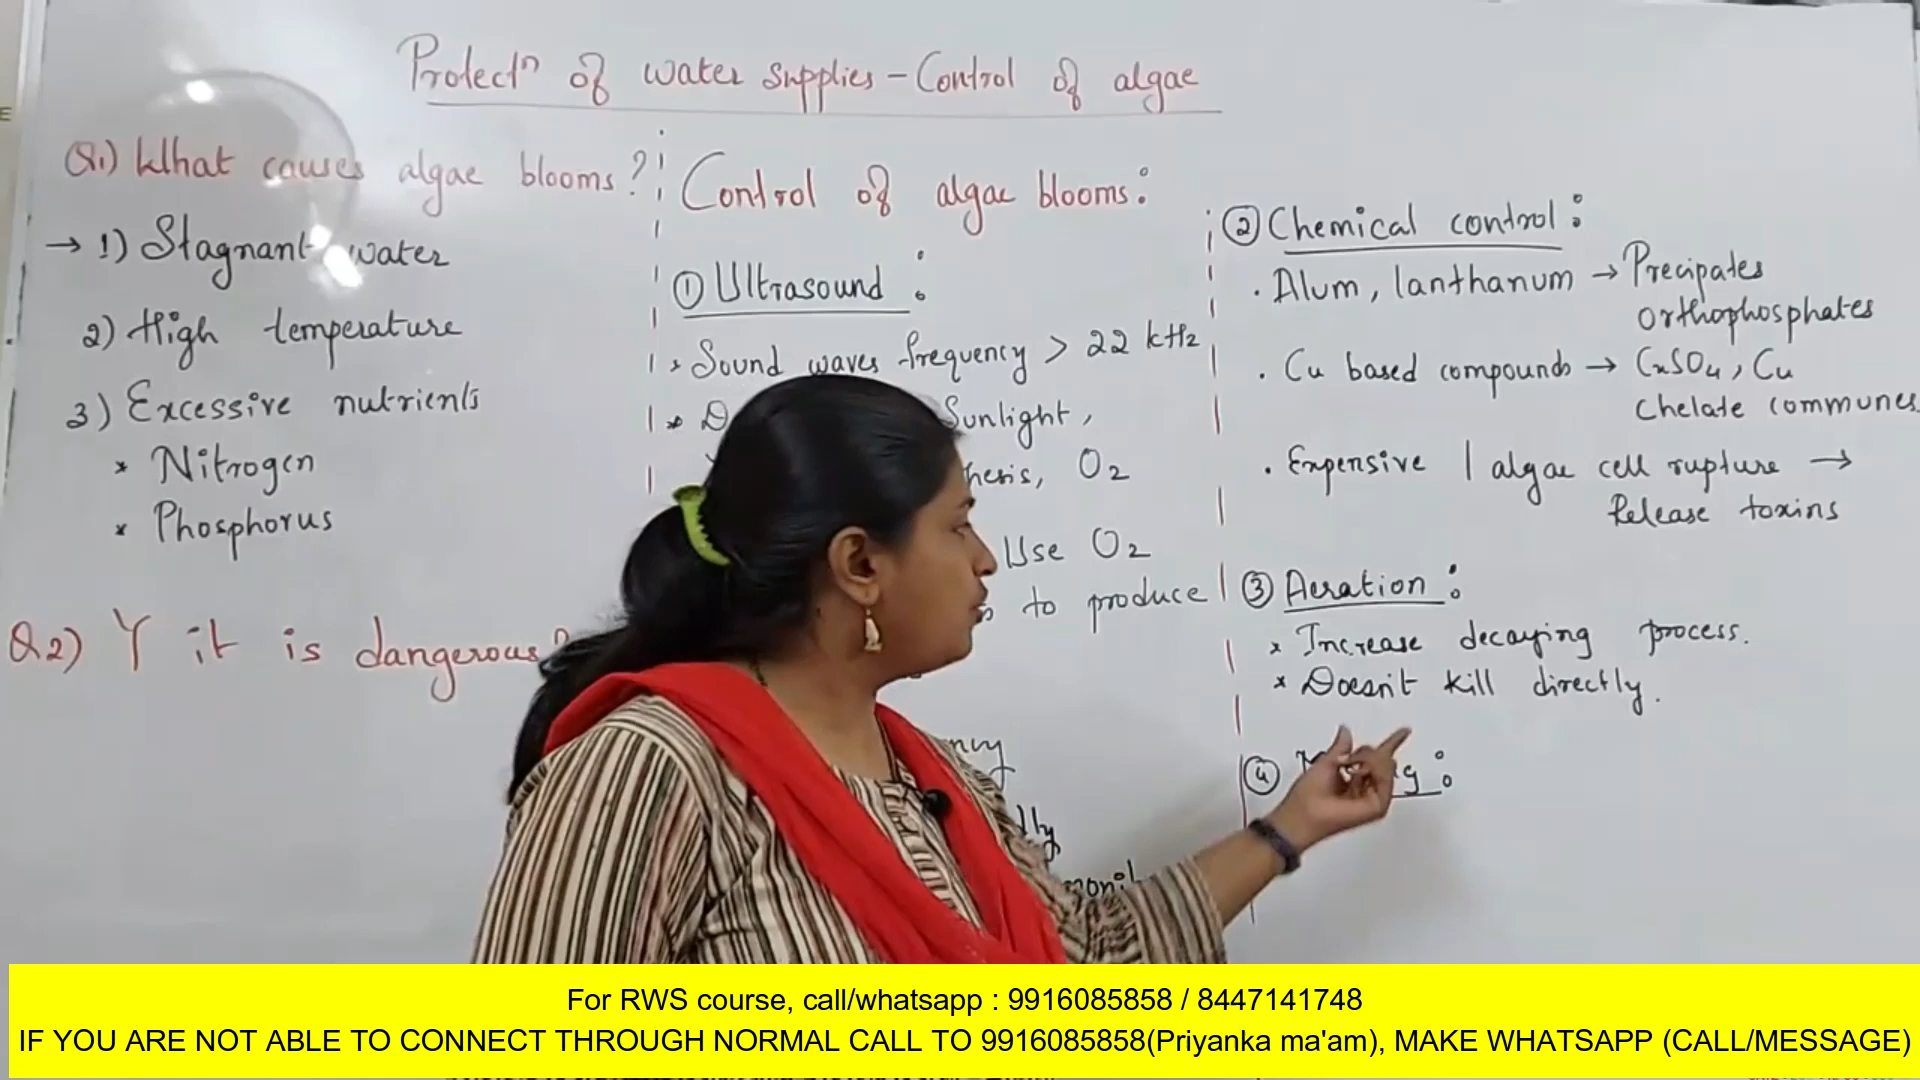 Protectⁿ of water supplies - Control of algae
Q1.) What causes algae blooms?
→ 1) Stagnant water
2) High temperature
3) Excessive nutrients
* Nitrogen
* Phosphorus
Q2) Y it is dangerous?
Control of algae blooms:
① Ultrasound :
* Sound waves frequency > 22 kHz
Sunlight,
O2
Use O2
to produce
② Chemical control :
. Alum, lanthanum → Precipates
Orthophosphates
. Cu based compounds → CuSO4, Cu
Chelate communes
. Expensive | algae cell rupture →
Release toxins
③ Aeration :
* Increase decaying process.
* Doesn't kill directly.
④
For RWS course, call/whatsapp : 9916085858 / 8447141748
IF YOU ARE NOT ABLE TO CONNECT THROUGH NORMAL CALL TO 9916085858(Priyanka ma'am), MAKE WHATSAPP (CALL/MESSAGE)